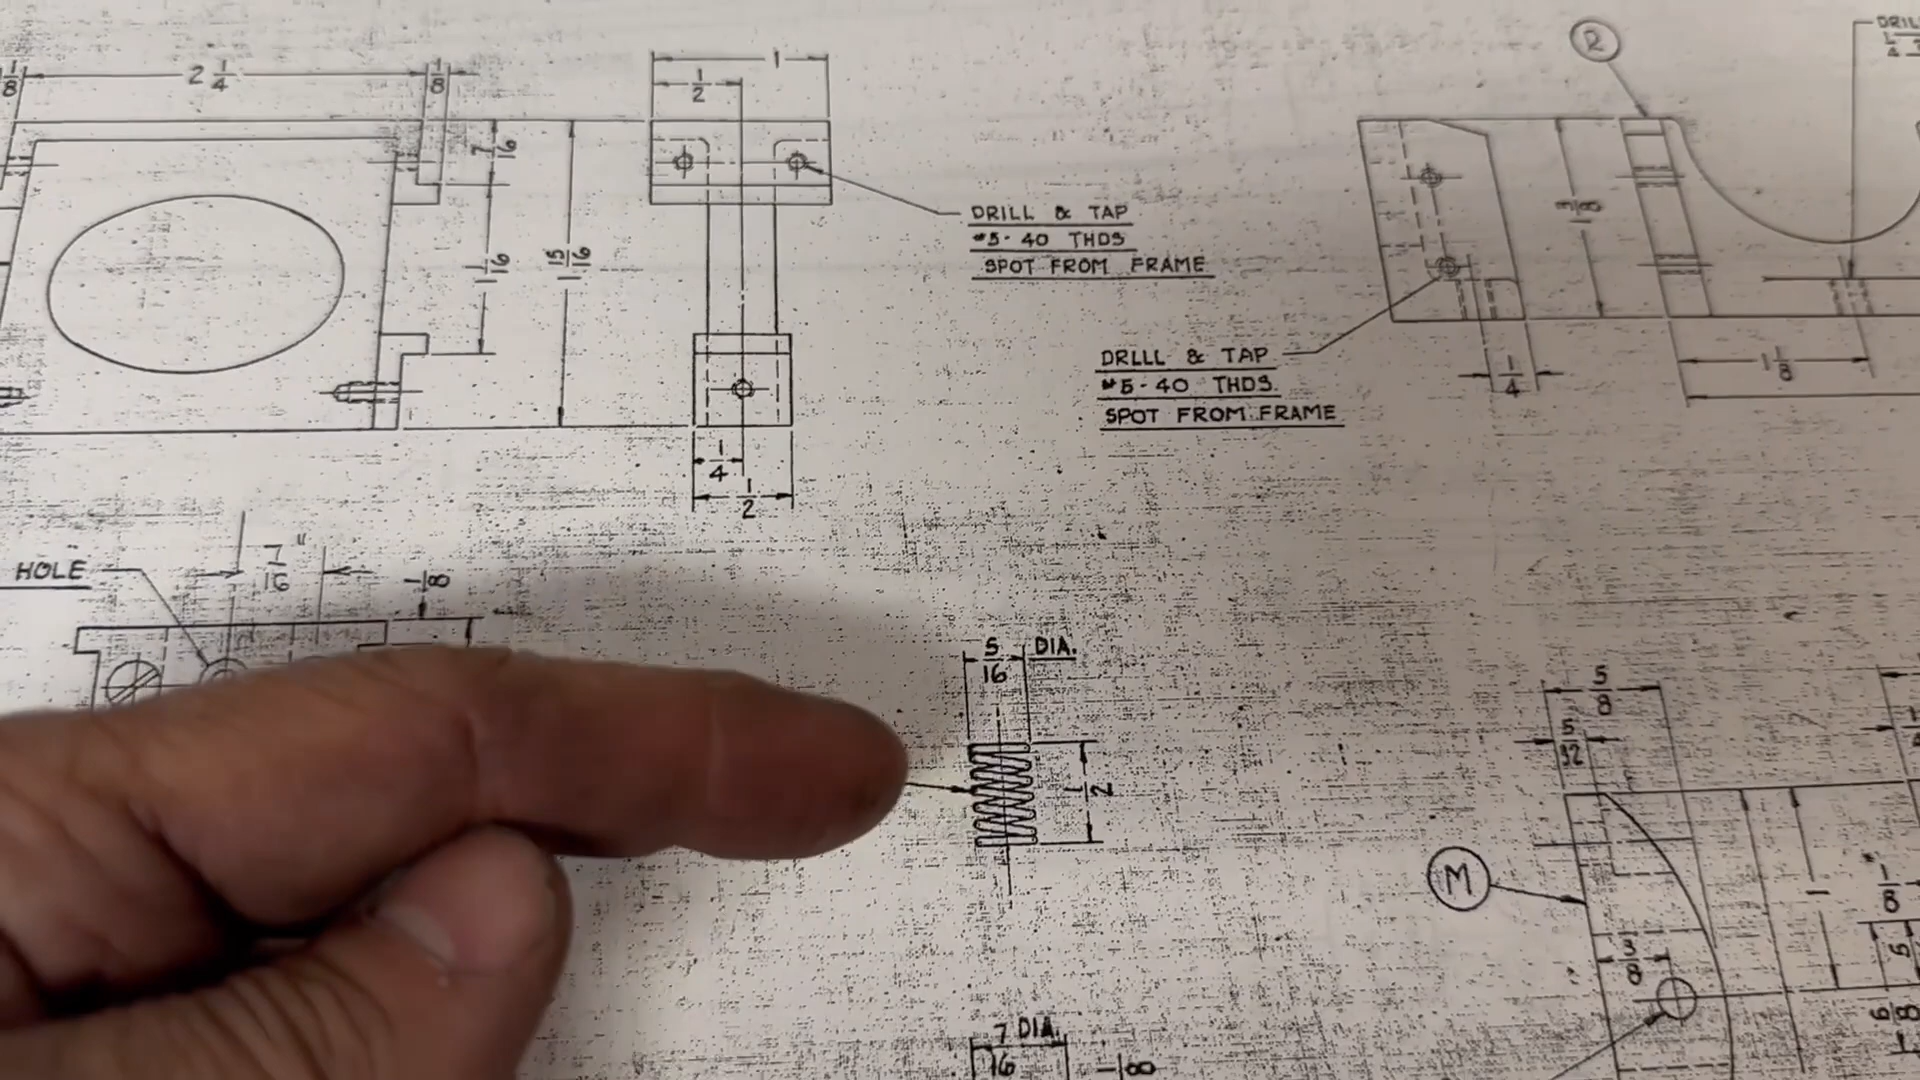 1/8
2 1/4
1/8
1
1/2
7/16
1 1/16
1 15/16
DRILL & TAP
#5-40 THDS
SPOT FROM FRAME
1/4
1/2
R
DRLLL & TAP
#5-40 THDS.
SPOT FROM FRAME
1/4
1 1/8
HOLE
7/16"
1/8
5/16 DIA.
1/2
5/8
5/32
M
1
1/8
3/8
7/16 DIA.
1/8